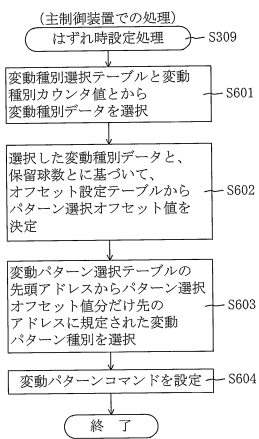 (主制御装置での処理)
はずれ時設定処理
S309
変動種別選択テーブルと変動
種別カウンタ値とから
変動種別データを選択
S601
選択した変動種別データと、
保留球数とに基づいて、
オフセット設定テーブルから
パターン選択オフセット値を
決定
S602
変動パターン選択テーブルの
先頭アドレスからパターン選択
オフセット値分だけ先の
アドレスに規定された変動
パターン種別を選択
S603
変動パターンコマンドを設定
S604
終了